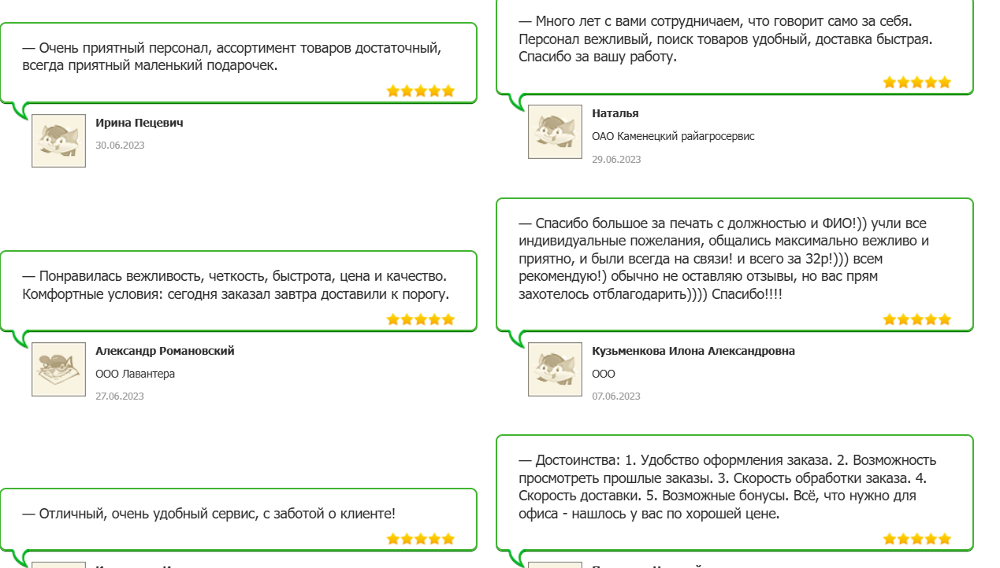 — Очень приятный персонал, ассортимент товаров достаточный,
всегда приятный маленький подарочек.
Ирина Пецевич
30.06.2023
— Много лет с вами сотрудничаем, что говорит само за себя.
Персонал вежливый, поиск товаров удобный, доставка быстрая.
Спасибо за вашу работу.
Наталья
ОАО Каменецкий райагросервис
29.06.2023
— Понравилась вежливость, четкость, быстрота, цена и качество.
Комфортные условия: сегодня заказал завтра доставили к порогу.
Александр Романовский
ООО Лавантера
27.06.2023
— Спасибо большое за печать с должностью и ФИО!)) учли все
индивидуальные пожелания, общались максимально вежливо и
приятно, и были всегда на связи! и всего за 32р!))) всем
рекомендую!) обычно не оставляю отзывы, но вас прям
захотелось отблагодарить)))) Спасибо!!!!
Кузьменкова Илона Александровна
ООО
07.06.2023
— Отличный, очень удобный сервис, с заботой о клиенте!
— Достоинства: 1. Удобство оформления заказа. 2. Возможность
просмотреть прошлые заказы. 3. Скорость обработки заказа. 4.
Скорость доставки. 5. Возможные бонусы. Всё, что нужно для
офиса - нашлось у вас по хорошей цене.